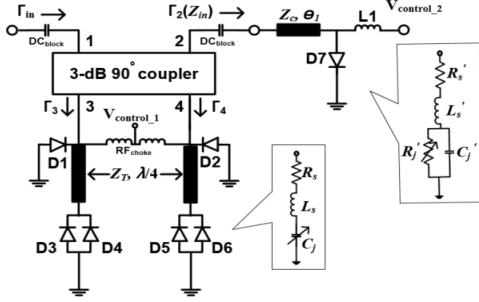 Γin
DCblock
Γ2(Zin)
DCblock
Zc, Θ1
L1
Vcontrol_2
1
2
3-dB 90° coupler
D7
Γ3
3
4
Γ4
Vcontrol_1
RFchoke
D1
D2
ZT, λ/4
D3
D4
D5
D6
Rs
Ls
Cj
Rs'
Ls'
Rj'
Cj'